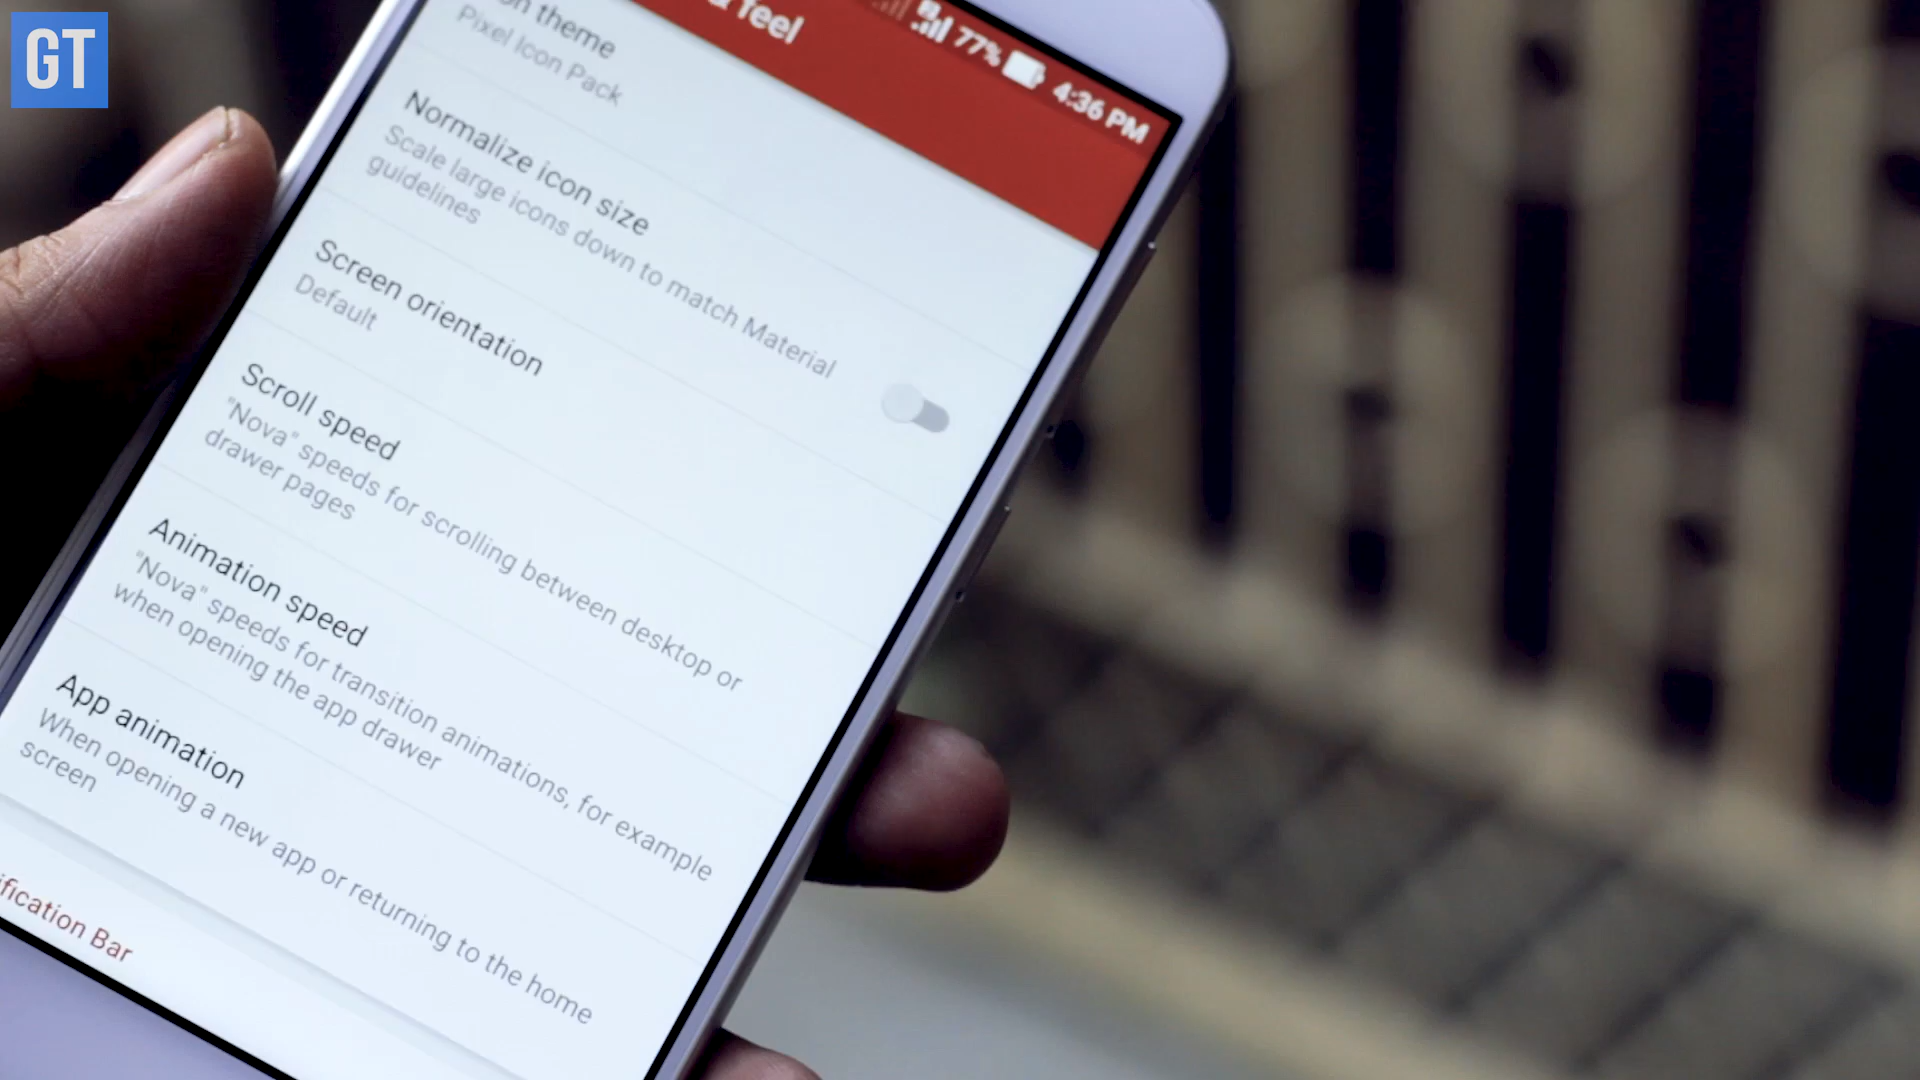 GT
& feel
77% 4:36 PM
on theme
Pixel Icon Pack
Normalize icon size
Scale large icons down to match Material
guidelines
Screen orientation
Default
Scroll speed
"Nova" speeds for scrolling between desktop or
drawer pages
Animation speed
"Nova" speeds for transition animations, for example
when opening the app drawer
App animation
When opening a new app or returning to the home
screen
ification Bar